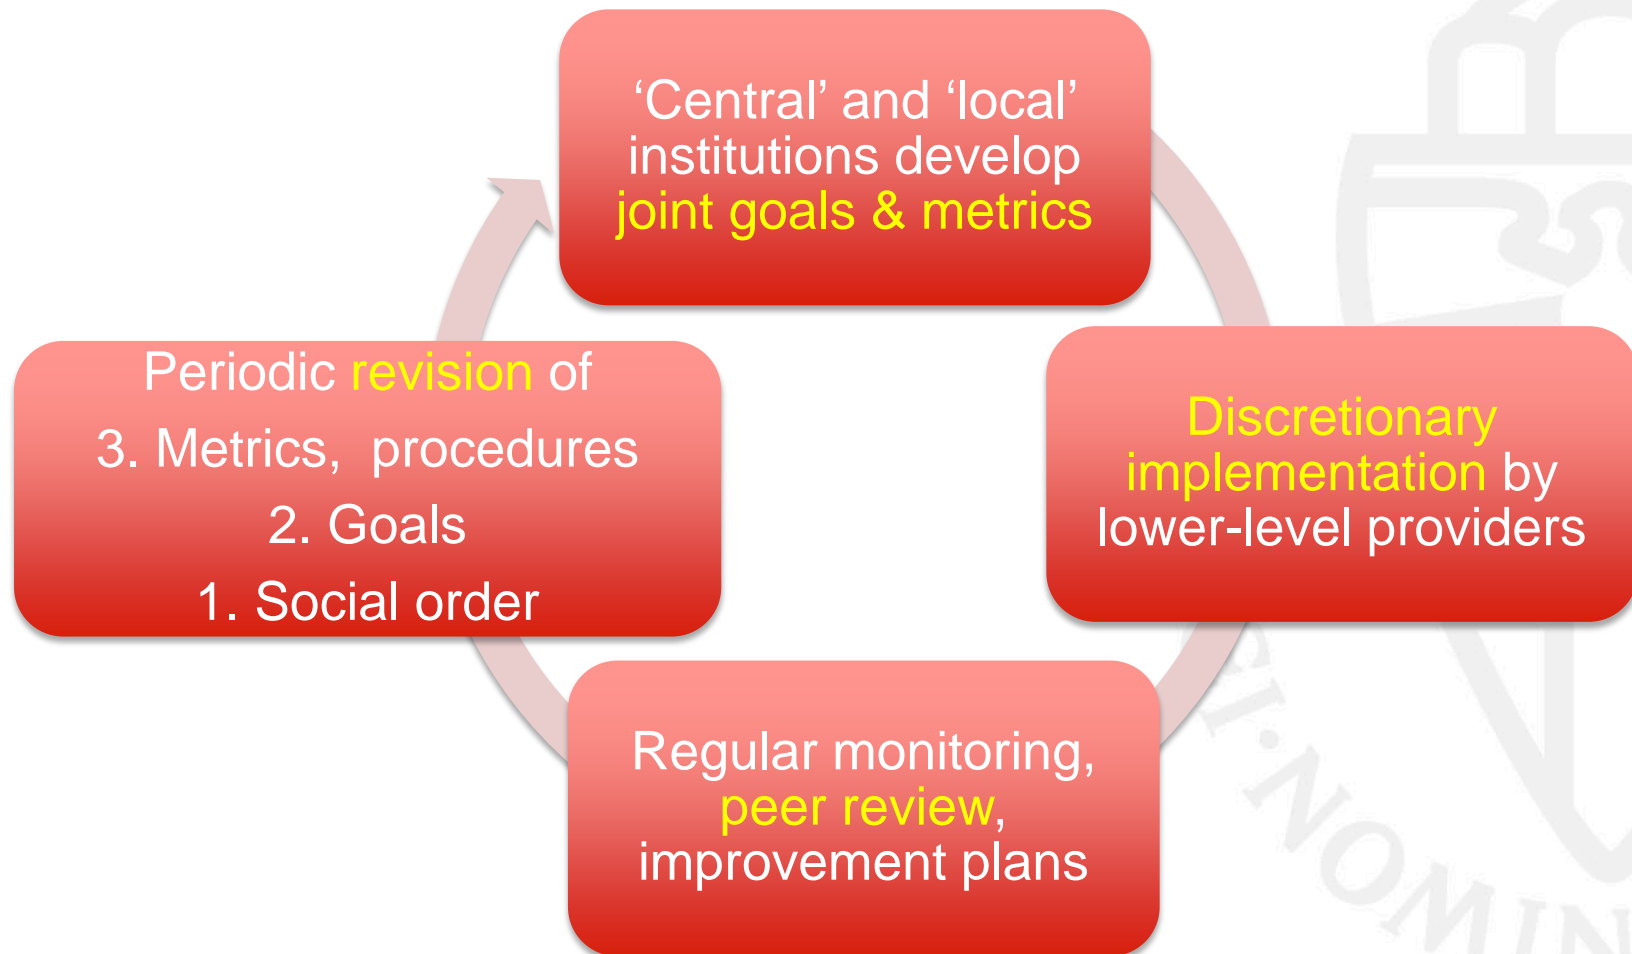 ‘Central’ and ‘local’
institutions develop
joint goals & metrics
Discretionary
implementation by
lower-level providers
Regular monitoring,
peer review,
improvement plans
Periodic revision of
3. Metrics,  procedures
2. Goals
1. Social order